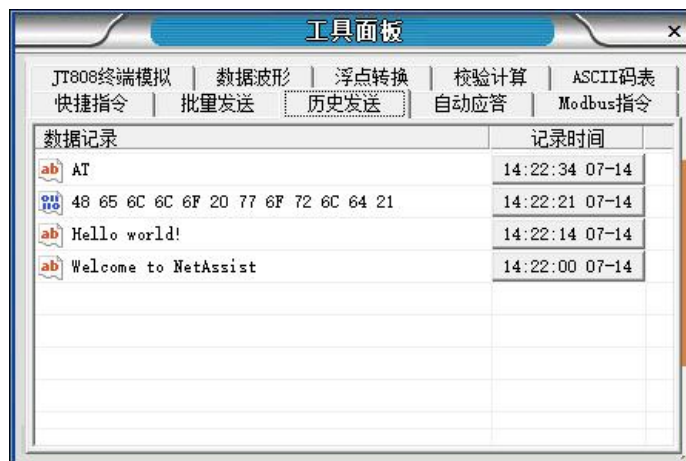 工具面板
JT808终端模拟 数据波形 浮点转换 校验计算 ASCII码表
快捷指令 批量发送 历史发送 自动应答 Modbus指令
数据记录 记录时间
AT 14:22:34 07-14
48 65 6C 6C 6F 20 77 6F 72 6C 64 21 14:22:21 07-14
Hello world! 14:22:14 07-14
Welcome to NetAssist 14:22:00 07-14